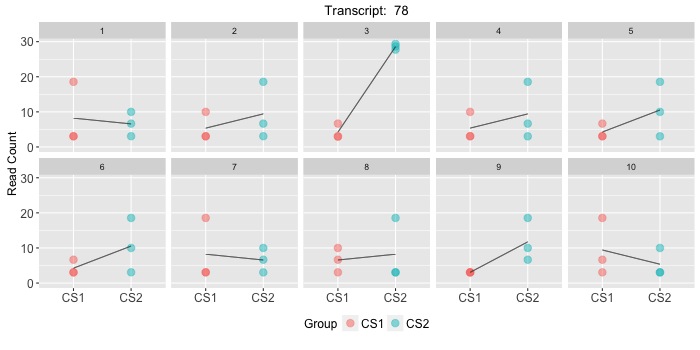 Transcript: 78
1 2 3 4 5
30
20
10
0
Read Count
6 7 8 9 10
30
20
10
0
CS1 CS2 CS1 CS2 CS1 CS2 CS1 CS2 CS1 CS2
Group CS1 CS2